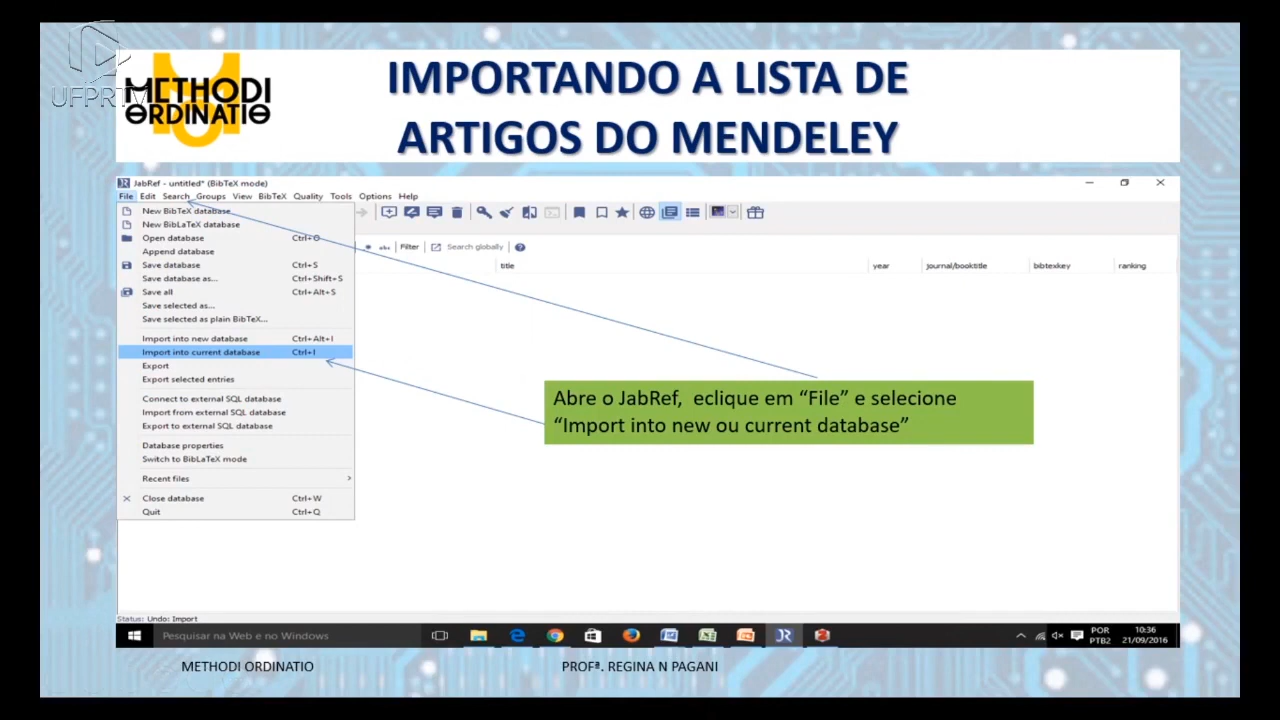 UFPRTV
METHODI
ORDINATIO
IMPORTANDO A LISTA DE
ARTIGOS DO MENDELEY
JabRef - untitled* (BibTeX mode)
File Edit Search Groups View BibTeX Quality Tools Options Help
New BibTeX database
New BibLaTeX database
Open database Ctrl+O
Append database
Save database Ctrl+S
Save database as... Ctrl+Shift+S
Save all Ctrl+Alt+S
Save selected as...
Save selected as plain BibTeX...
Import into new database Ctrl+Alt+I
Import into current database Ctrl+I
Export
Export selected entries
Connect to external SQL database
Import from external SQL database
Export to external SQL database
Database properties
Switch to BibLaTeX mode
Recent files
Close database Ctrl+W
Quit Ctrl+Q
Filter Search globally
title year journal/booktitle bibtexkey ranking
Abre o JabRef, eclique em “File” e selecione
“Import into new ou current database”
Status: Undo: Import
Pesquisar na Web e no Windows
POR
PTB2
10:36
21/09/2016
METHODI ORDINATIO PROFª. REGINA N PAGANI